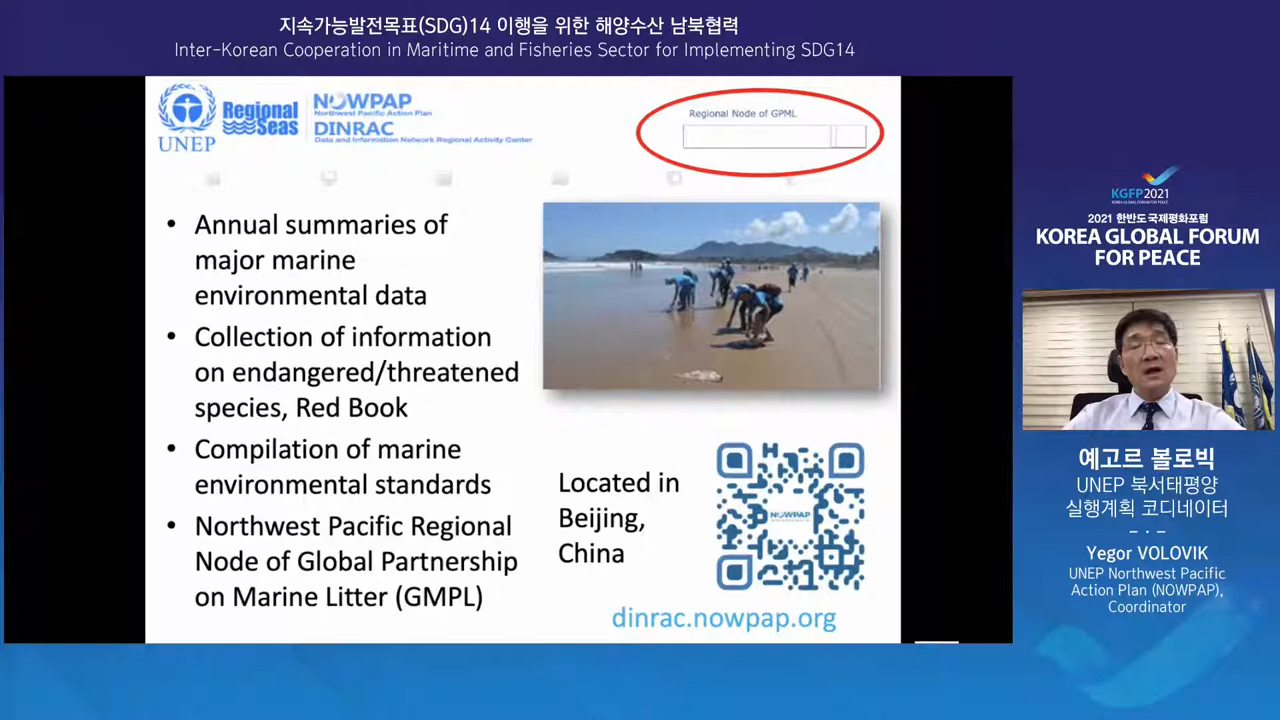 지속가능발전목표(SDG)14 이행을 위한 해양수산 남북협력
Inter-Korean Cooperation in Maritime and Fisheries Sector for Implementing SDG14
UNEP
Regional
Seas
NOWPAP
Northwest Pacific Action Plan
DINRAC
Data and Information Network Regional Activity Center
Regional Node of GPML
• Annual summaries of
major marine
environmental data
• Collection of information
on endangered/threatened
species, Red Book
• Compilation of marine
environmental standards
• Northwest Pacific Regional
Node of Global Partnership
on Marine Litter (GMPL)
Located in
Beijing,
China
NOWPAP
dinrac.nowpap.org
KGFP2021
KOREA GLOBAL FORUM FOR PEACE
2021 한반도국제평화포럼
KOREA GLOBAL FORUM
FOR PEACE
예고르 볼로빅
UNEP 북서태평양
실행계획 코디네이터
Yegor VOLOVIK
UNEP Northwest Pacific
Action Plan (NOWPAP),
Coordinator